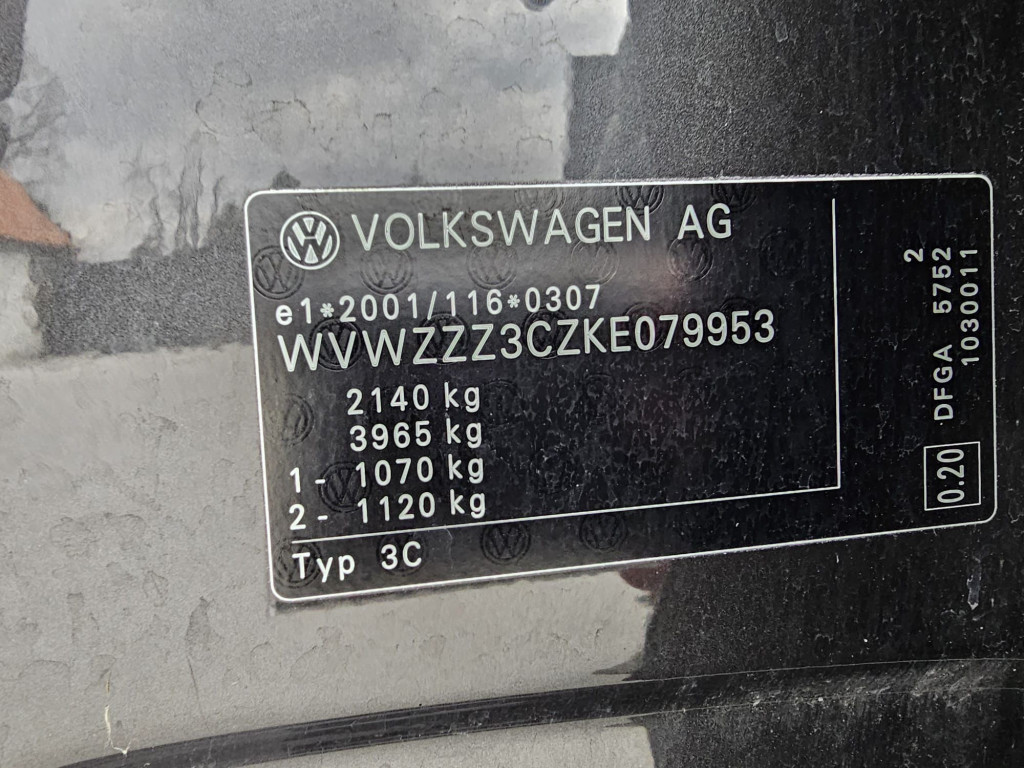 VOLKSWAGEN AG
e1*2001/116*0307
WVWZZZ3CZKE079953
2140 kg
3965 kg
1- 1070 kg
2- 1120 kg
Typ 3C
0.20
DFGA 5752 2
1030011